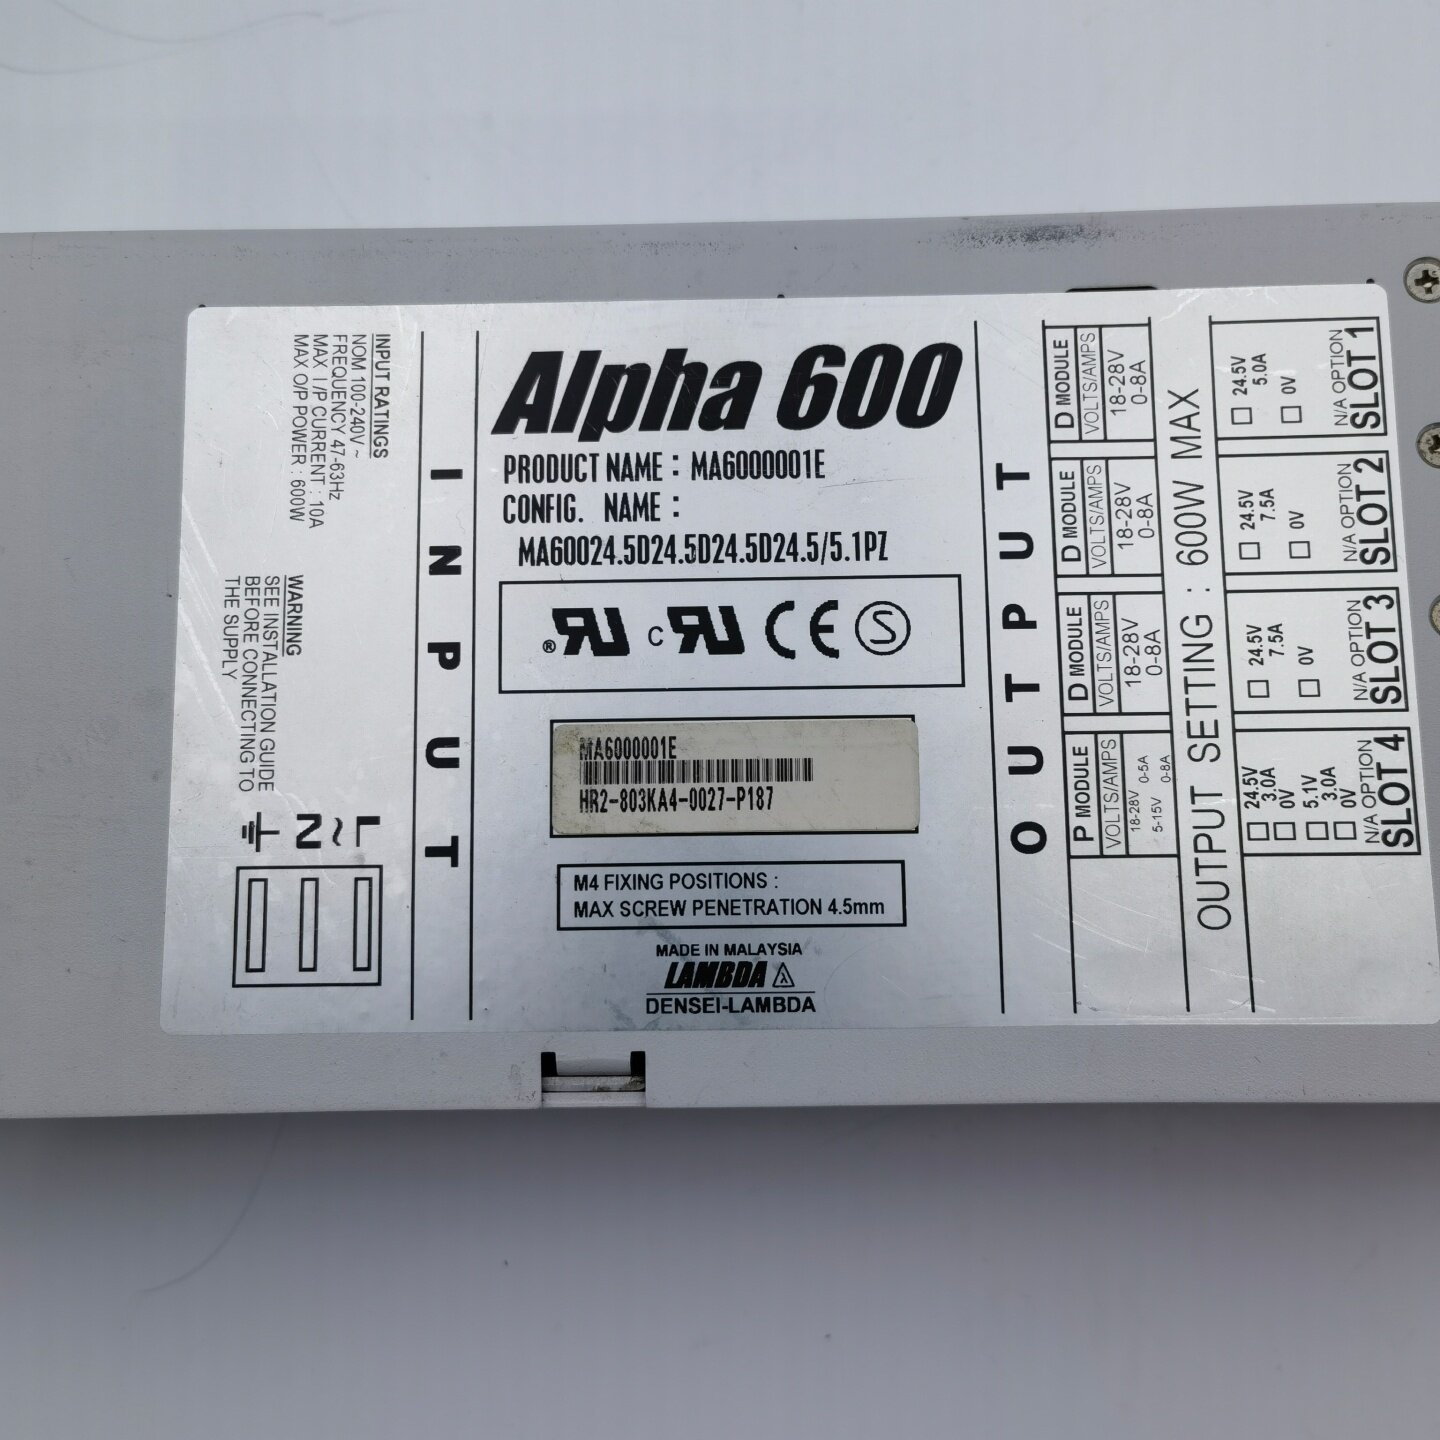 INPUT RATINGS
NOM 100-240V ~
FREQUENCY 47-63Hz
MAX I/P CURRENT : 10A
MAX O/P POWER : 600W
WARNING
SEE INSTALLATION GUIDE
BEFORE CONNECTING TO
THE SUPPLY
L
~
N
INPUT
Alpha 600
PRODUCT NAME : MA6000001E
CONFIG. NAME :
MA60024.5D24.5D24.5D24.5/5.1PZ
® RU c RU CE S
MA6000001E
HR2-803KA4-0027-P187
M4 FIXING POSITIONS :
MAX SCREW PENETRATION 4.5mm
MADE IN MALAYSIA
LAMBDA
DENSEI-LAMBDA
OUTPUT
P MODULE
VOLTS/AMPS
18-28V 0-5A
5-15V 0-8A
D MODULE
VOLTS/AMPS
18-28V
0-8A
D MODULE
VOLTS/AMPS
18-28V
0-8A
D MODULE
VOLTS/AMPS
18-28V
0-8A
OUTPUT SETTING : 600W MAX
24.5V
3.0A
0V
5.1V
3.0A
0V
N/A OPTION
SLOT 4
24.5V
7.5A
0V
N/A OPTION
SLOT 3
24.5V
7.5A
0V
N/A OPTION
SLOT 2
24.5V
5.0A
0V
N/A OPTION
SLOT 1